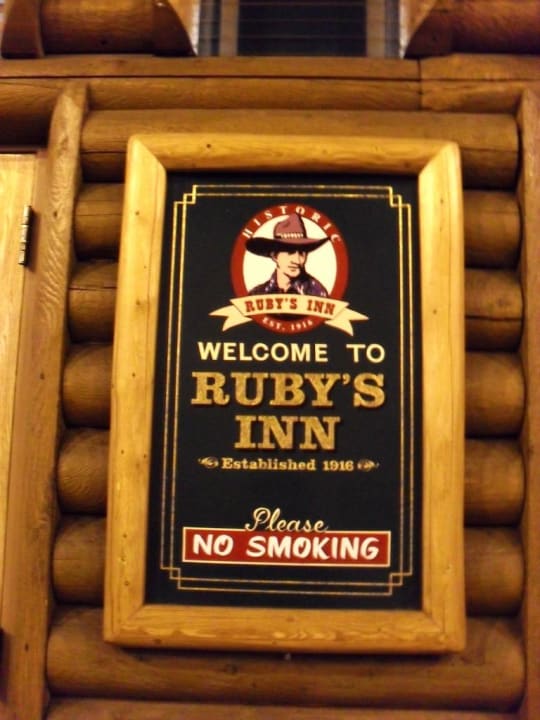 HISTORIC
RUBY'S INN
EST. 1916
WELCOME TO
RUBY'S
INN
Established 1916
Please
NO SMOKING